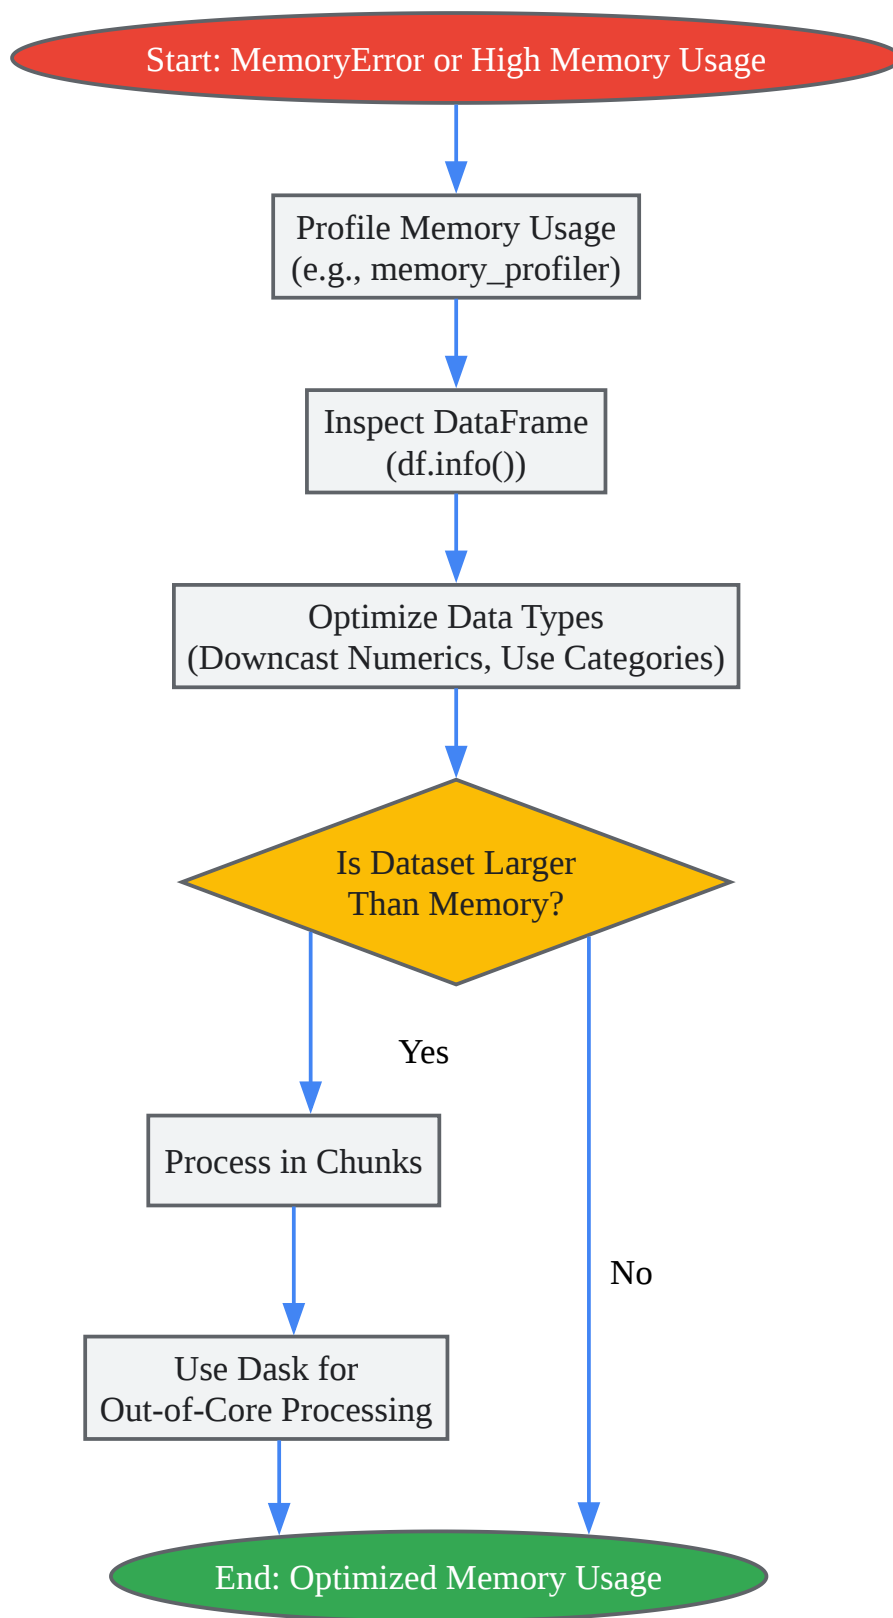 Start: MemoryError or High Memory Usage
Profile Memory Usage
(e.g., memory_profiler)
Inspect DataFrame
(df.info())
Optimize Data Types
(Downcast Numerics, Use Categories)
Is Dataset Larger
Than Memory?
Yes
Process in Chunks
No
Use Dask for
Out-of-Core Processing
End: Optimized Memory Usage